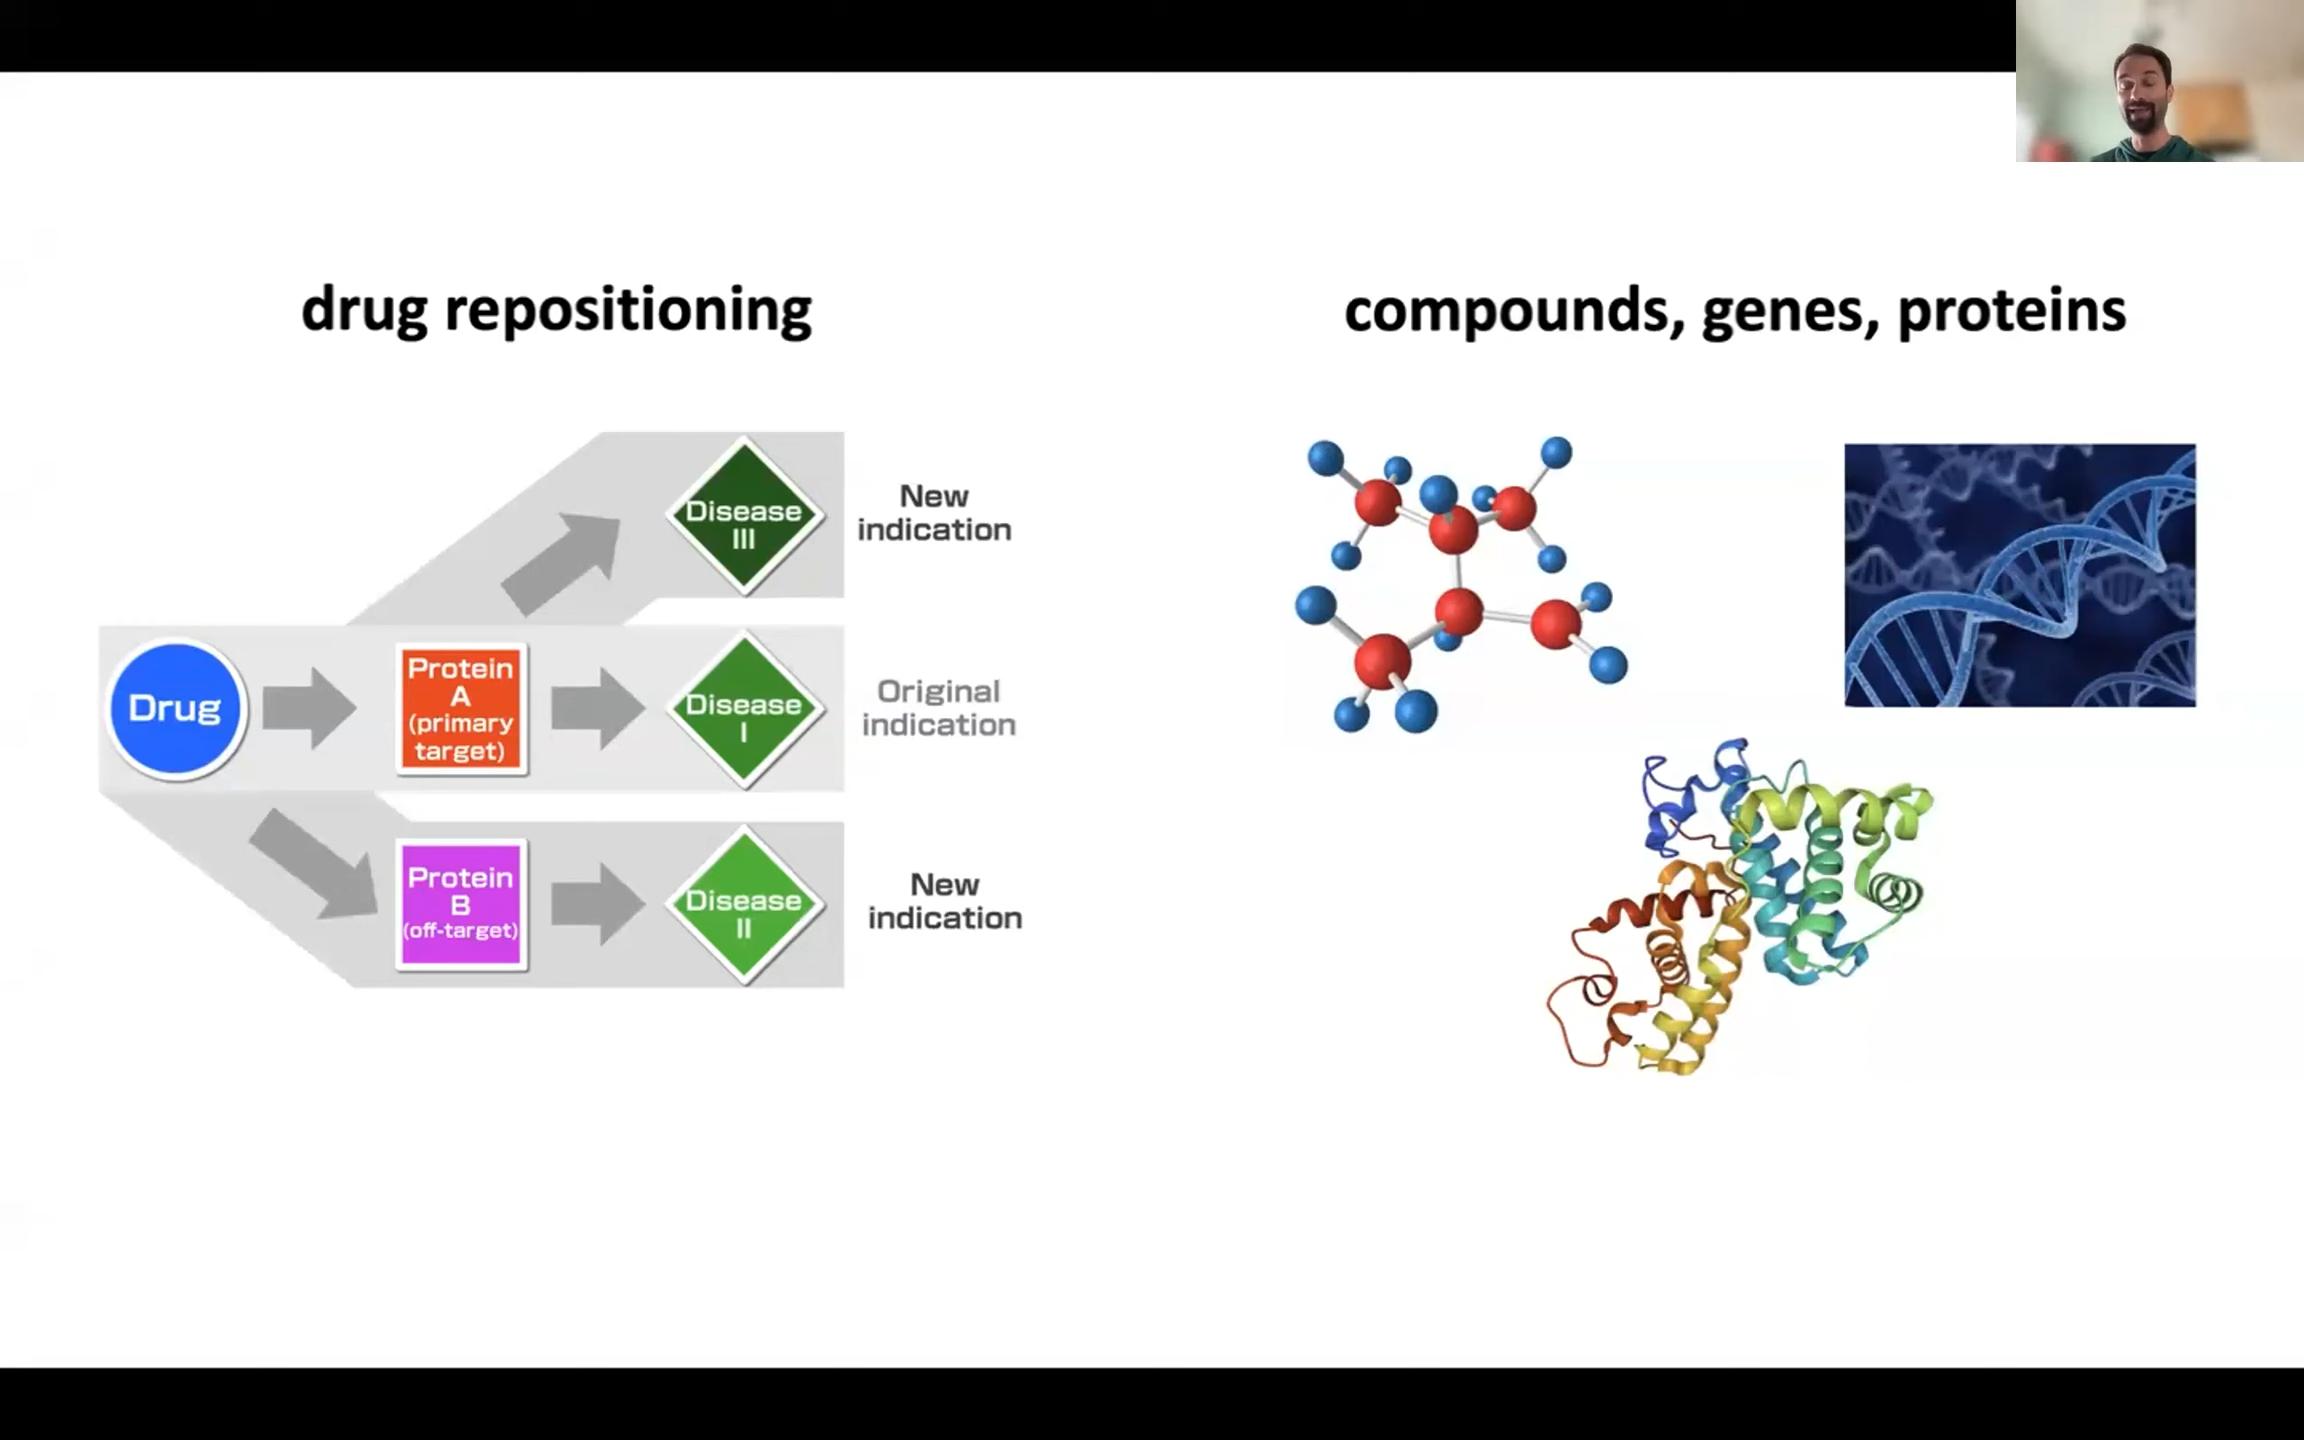 drug repositioning
compounds, genes, proteins
Disease
III
New
indication
Drug
Protein
A
(primary
target)
Disease
I
Original
indication
Protein
B
(off-target)
Disease
II
New
indication